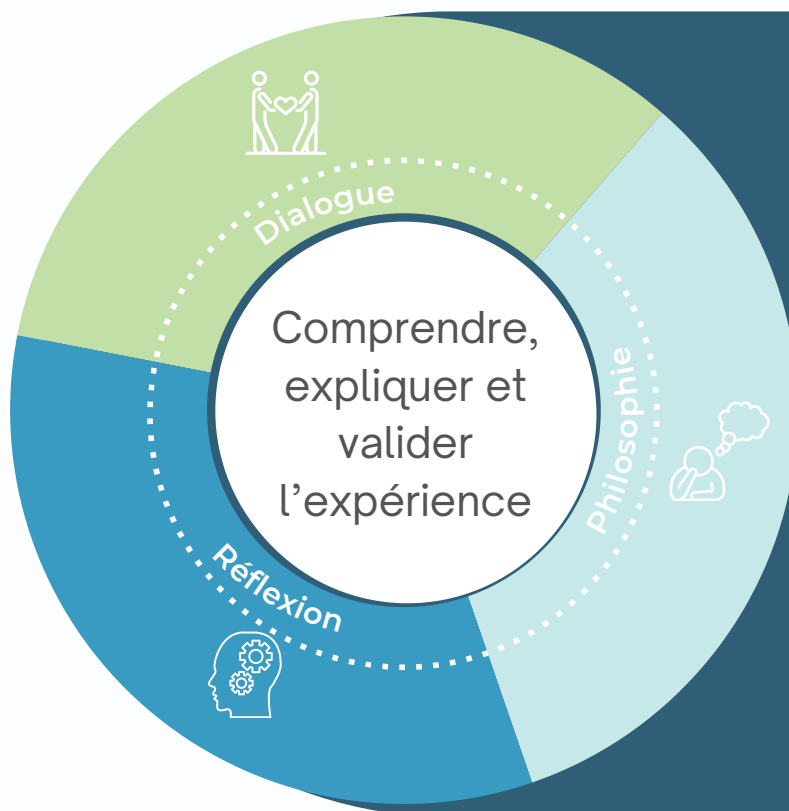 Dialogue
Comprendre,
expliquer et
valider
l'expérience
Philosophie
Réflexion